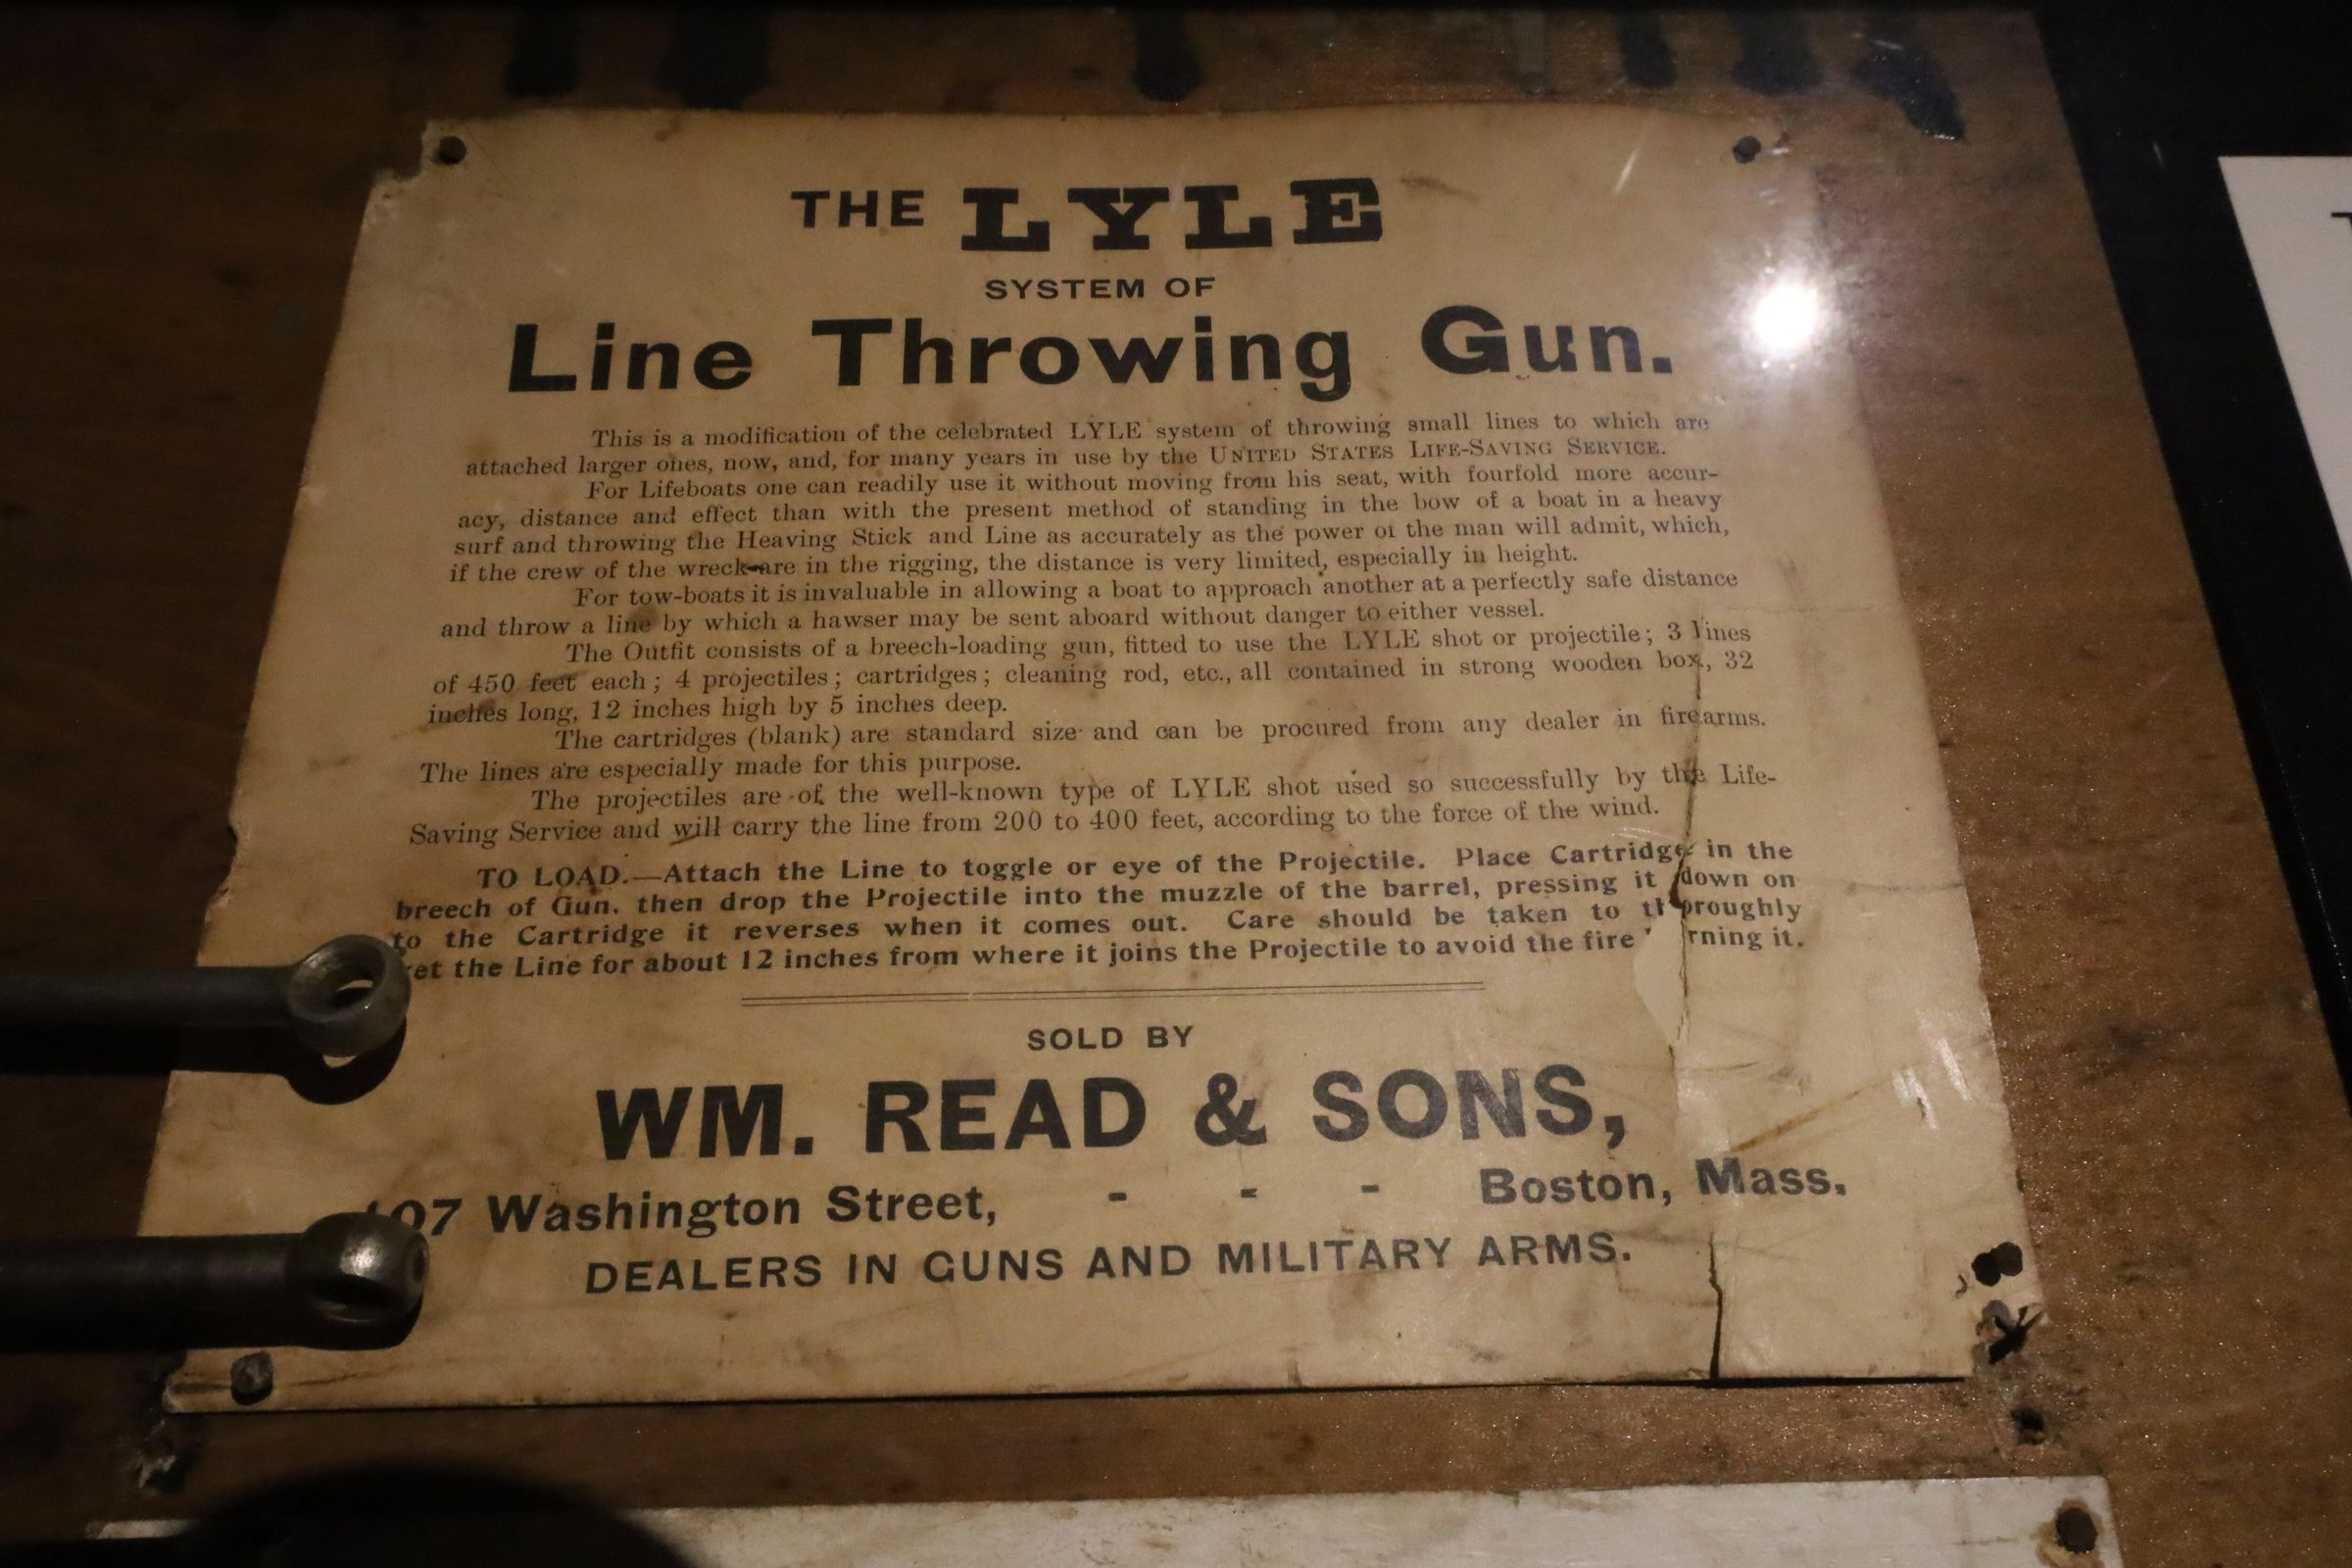 THE LYLE
SYSTEM OF
Line Throwing Gun.
This is a modification of the celebrated LYLE system of throwing small lines to which are
attached larger ones, now, and, for many years in use by the UNITED STATES LIFE-SAVING SERVICE.
For Lifeboats one can readily use it without moving from his seat, with fourfold more accur-
acy, distance and effect than with the present method of standing in the bow of a boat in a heavy
surf and throwing the Heaving Stick and Line as accurately as the power of the man will admit, which,
if the crew of the wreck are in the rigging, the distance is very limited, especially in height.
For tow-boats it is invaluable in allowing a boat to approach another at a perfectly safe distance
and throw a line by which a hawser may be sent aboard without danger to either vessel.
The Outfit consists of a breech-loading gun, fitted to use the LYLE shot or projectile; 3 lines
of 450 feet each; 4 projectiles; cartridges; cleaning rod, etc., all contained in strong wooden box, 32
inches long, 12 inches high by 5 inches deep.
The cartridges (blank) are standard size and can be procured from any dealer in firearms.
The lines are especially made for this purpose.
The projectiles are of the well-known type of LYLE shot used so successfully by the Life-
Saving Service and will carry the line from 200 to 400 feet, according to the force of the wind.
TO LOAD.—Attach the Line to toggle or eye of the Projectile. Place Cartridge in the
breech of Gun. then drop the Projectile into the muzzle of the barrel, pressing it down on
to the Cartridge it reverses when it comes out. Care should be taken to thoroughly
wet the Line for about 12 inches from where it joins the Projectile to avoid the fire it.
SOLD BY
WM. READ & SONS,
Washington Street, - - - Boston, Mass.
DEALERS IN GUNS AND MILITARY ARMS.